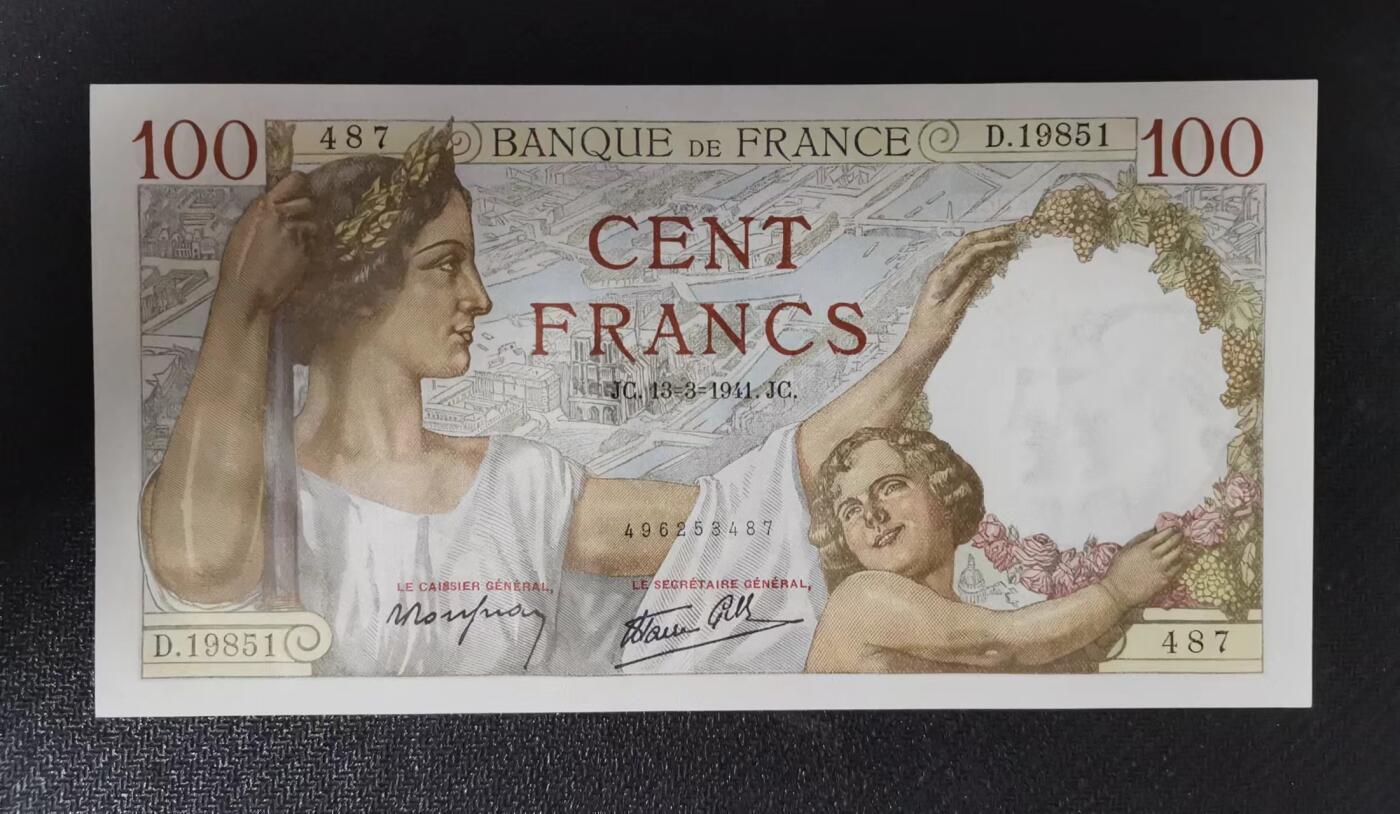 100
487
BANQUE DE FRANCE
D.19851
100
CENT
FRANCS
JC. 13=3=1941. JC.
496253487
LE CAISSIER GÉNÉRAL,
LE SECRÉTAIRE GÉNÉRAL,
D.19851
487